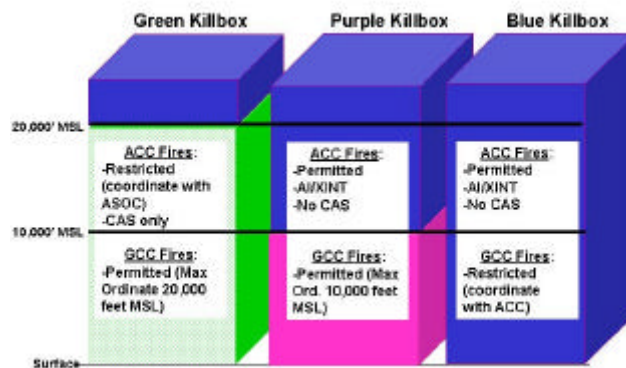 Green Killbox
Purple Killbox
Blue Killbox
20,000' MSL
ACC Fires:
-Restricted
(coordinate with
ASOC)
-CAS only
ACC Fires:
-Permitted
-AI/XINT
-No CAS
ACC Fires:
-Permitted
-AI/XINT
-No CAS
10,000' MSL
GCC Fires:
-Permitted (Max
Ordinate 20,000
feet MSL)
GCC Fires:
-Permitted (Max
Ord. 10,000 feet
MSL)
GCC Fires:
-Restricted
(coordinate
with ACC)
Surface